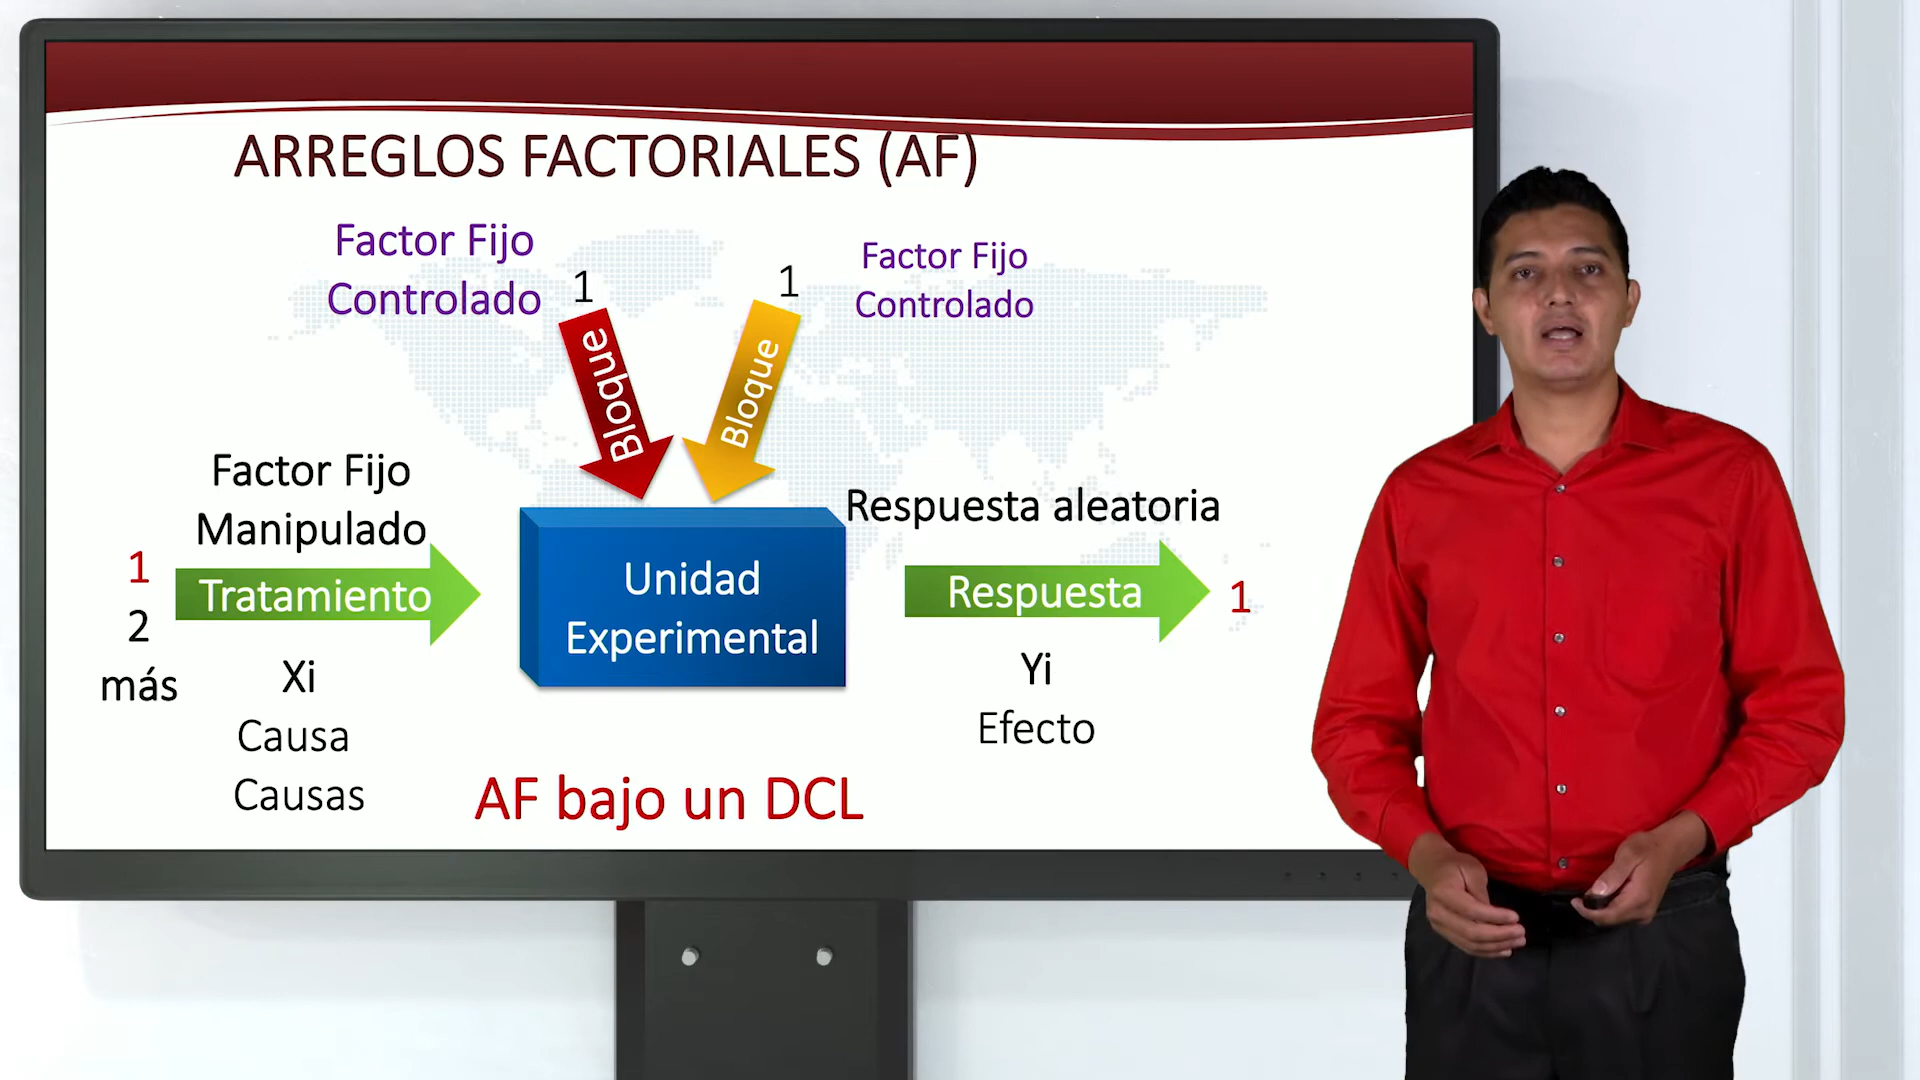 ARREGLOS FACTORIALES (AF)
Factor Fijo
Controlado
1
Bloque
1
Bloque
Factor Fijo
Controlado
Factor Fijo
Manipulado
1
2
más
Tratamiento
Xi
Causa
Causas
Unidad
Experimental
Respuesta aleatoria
Respuesta
1
Yi
Efecto
AF bajo un DCL